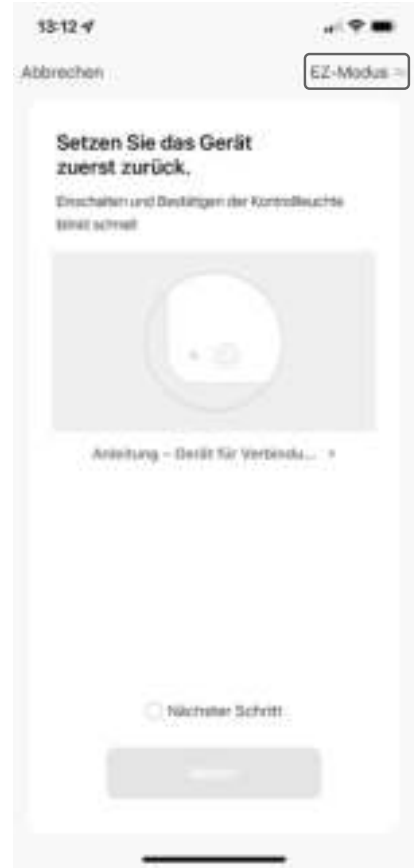 13:12
Abbrechen
EZ-Modus
Setzen Sie das Gerät
zuerst zurück.
Einschalten und Bestätigen der Kontrollleuchte
blinkt schnell
Anleitung – Gerät für Verbindu...
Nächster Schritt